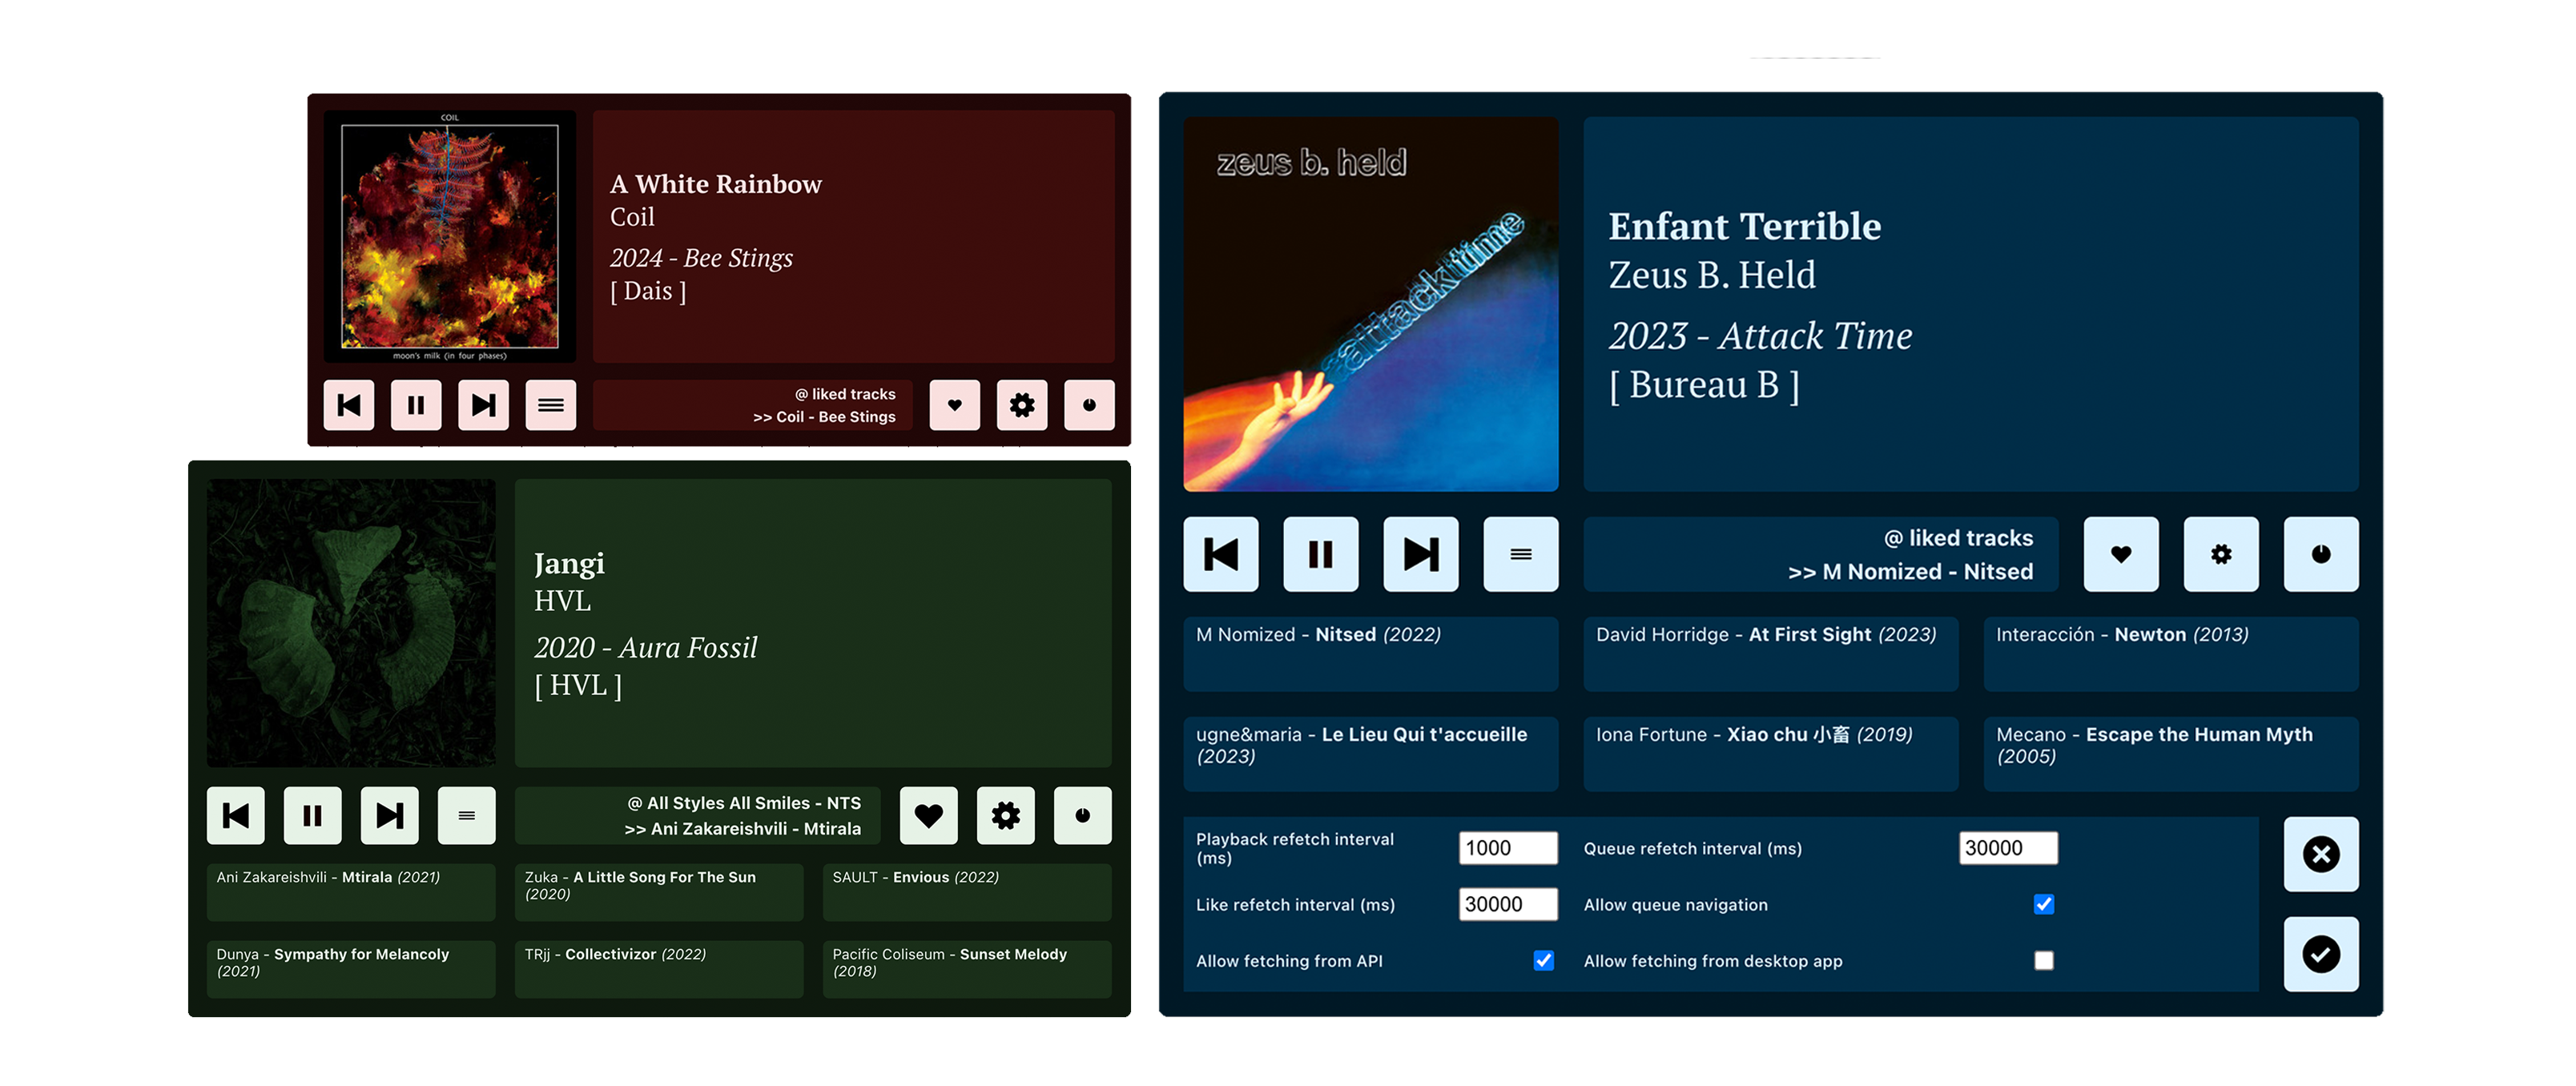 COIL
moon's milk (in four phases)
A White Rainbow
Coil
2024 - Bee Stings
[ Dais ]
@ liked tracks
>> Coil - Bee Stings
Jangi
HVL
2020 - Aura Fossil
[ HVL ]
@ All Styles All Smiles - NTS
>> Ani Zakareishvili - Mtirala
Ani Zakareishvili - Mtirala (2021)
Zuka - A Little Song For The Sun
(2020)
SAULT - Envious (2022)
Dunya - Sympathy for Melancoly
(2021)
TRjj - Collectivizor (2022)
Pacific Coliseum - Sunset Melody
(2018)
zeus b. held
attack time
Enfant Terrible
Zeus B. Held
2023 - Attack Time
[ Bureau B ]
@ liked tracks
>> M Nomized - Nitsed
M Nomized - Nitsed (2022)
David Horridge - At First Sight (2023)
Interacción - Newton (2013)
ugne&maria - Le Lieu Qui t'accueille
(2023)
Iona Fortune - Xiao chu 小畜 (2019)
Mecano - Escape the Human Myth
(2005)
Playback refetch interval
(ms)
1000
Queue refetch interval (ms)
30000
Like refetch interval (ms)
30000
Allow queue navigation
Allow fetching from API
Allow fetching from desktop app